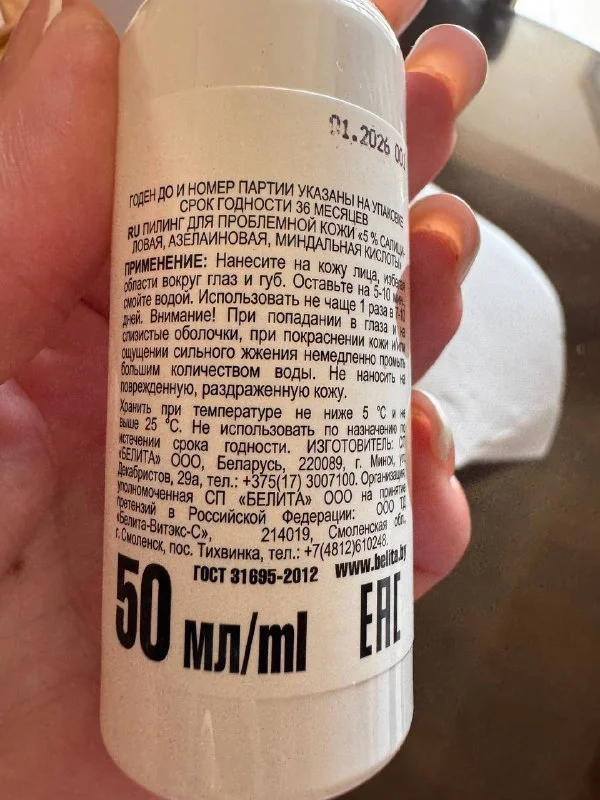 01.2026 001
ГОДЕН ДО И НОМЕР ПАРТИИ УКАЗАНЫ НА УПАКОВКЕ
СРОК ГОДНОСТИ 36 МЕСЯЦЕВ
RU ПИЛИНГ ДЛЯ ПРОБЛЕМНОЙ КОЖИ «5 % САЛИЦИ-
ЛОВАЯ, АЗЕЛАИНОВАЯ, МИНДАЛЬНАЯ КИСЛОТЫ»
ПРИМЕНЕНИЕ: Нанесите на кожу лица, избегая
области вокруг глаз и губ. Оставьте на 5-10 мин,
смойте водой. Использовать не чаще 1 раза в 7-10
дней. Внимание! При попадании в глаза и на
слизистые оболочки, при покраснении кожи и/или
ощущении сильного жжения немедленно промыть
большим количеством воды. Не наносить на
поврежденную, раздраженную кожу.
Хранить при температуре не ниже 5 °С и не
выше 25 °С. Не использовать по назначению по
истечении срока годности. ИЗГОТОВИТЕЛЬ: СП
«БЕЛИТА» ООО, Беларусь, 220089, г. Минск, ул.
Декабристов, 29а, тел.: +375(17) 3007100. Организация,
уполномоченная СП «БЕЛИТА» ООО на принятие
претензий в Российской Федерации: ООО ТД
«Белита-Витэкс-С», 214019, Смоленская обл.,
г. Смоленск, пос. Тихвинка, тел.: +7(4812)610248.
ГОСТ 31695-2012 www.belita.by
50 мл/ml EAC